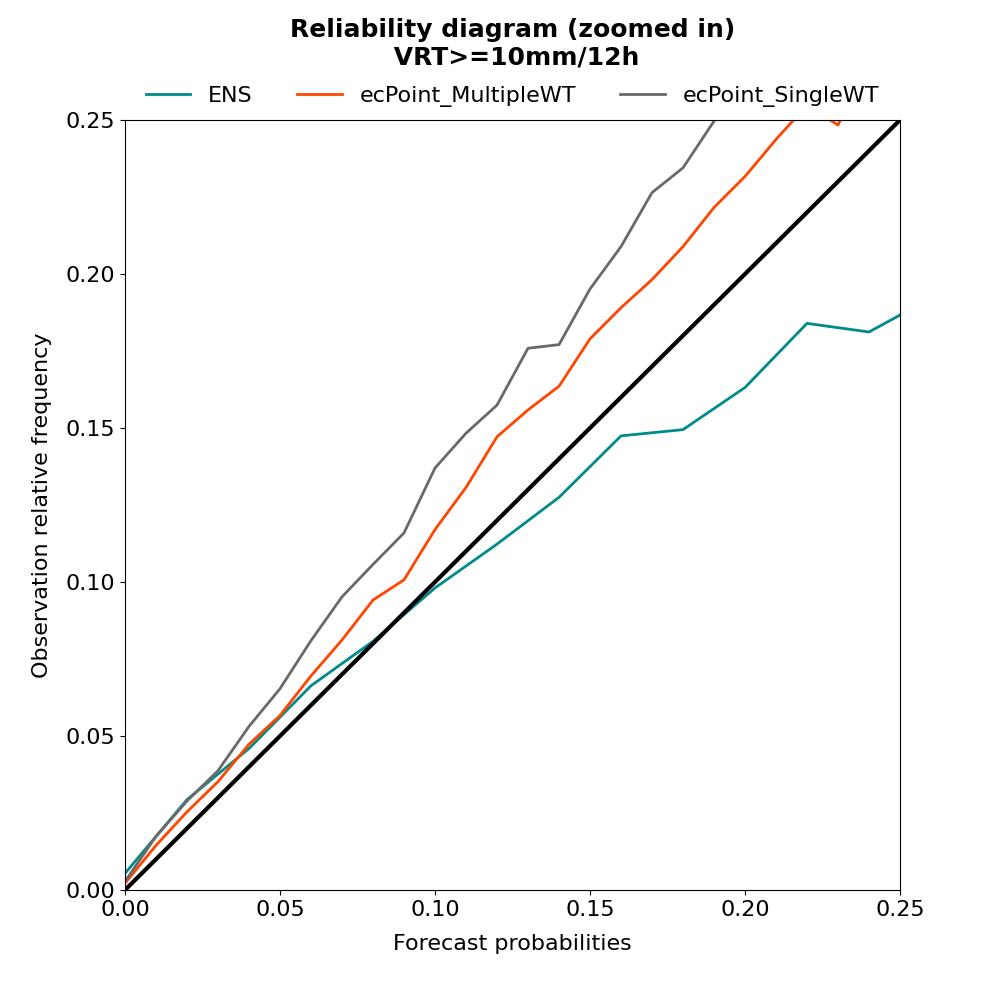 Reliability diagram (zoomed in)
VRT>=10mm/12h
ENS ecPoint_MultipleWT ecPoint_SingleWT
0.25
0.20
0.15
0.10
0.05
0.00
Observation relative frequency
0.00 0.05 0.10 0.15 0.20 0.25
Forecast probabilities